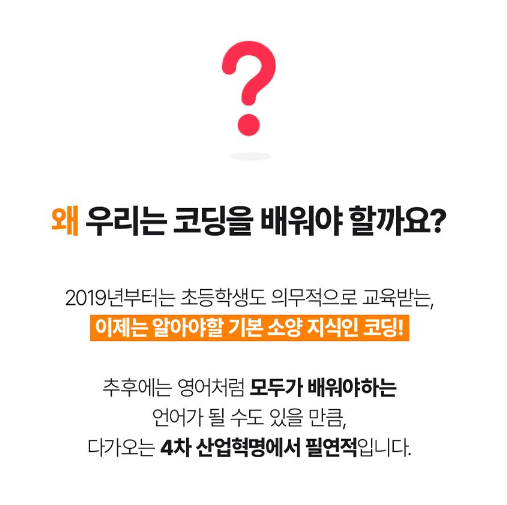 왜 우리는 코딩을 배워야 할까요?
2019년부터는 초등학생도 의무적으로 교육받는,
이제는 알아야할 기본 소양 지식인 코딩!
추후에는 영어처럼 모두가 배워야하는
언어가 될 수도 있을 만큼,
다가오는 4차 산업혁명에서 필연적입니다.